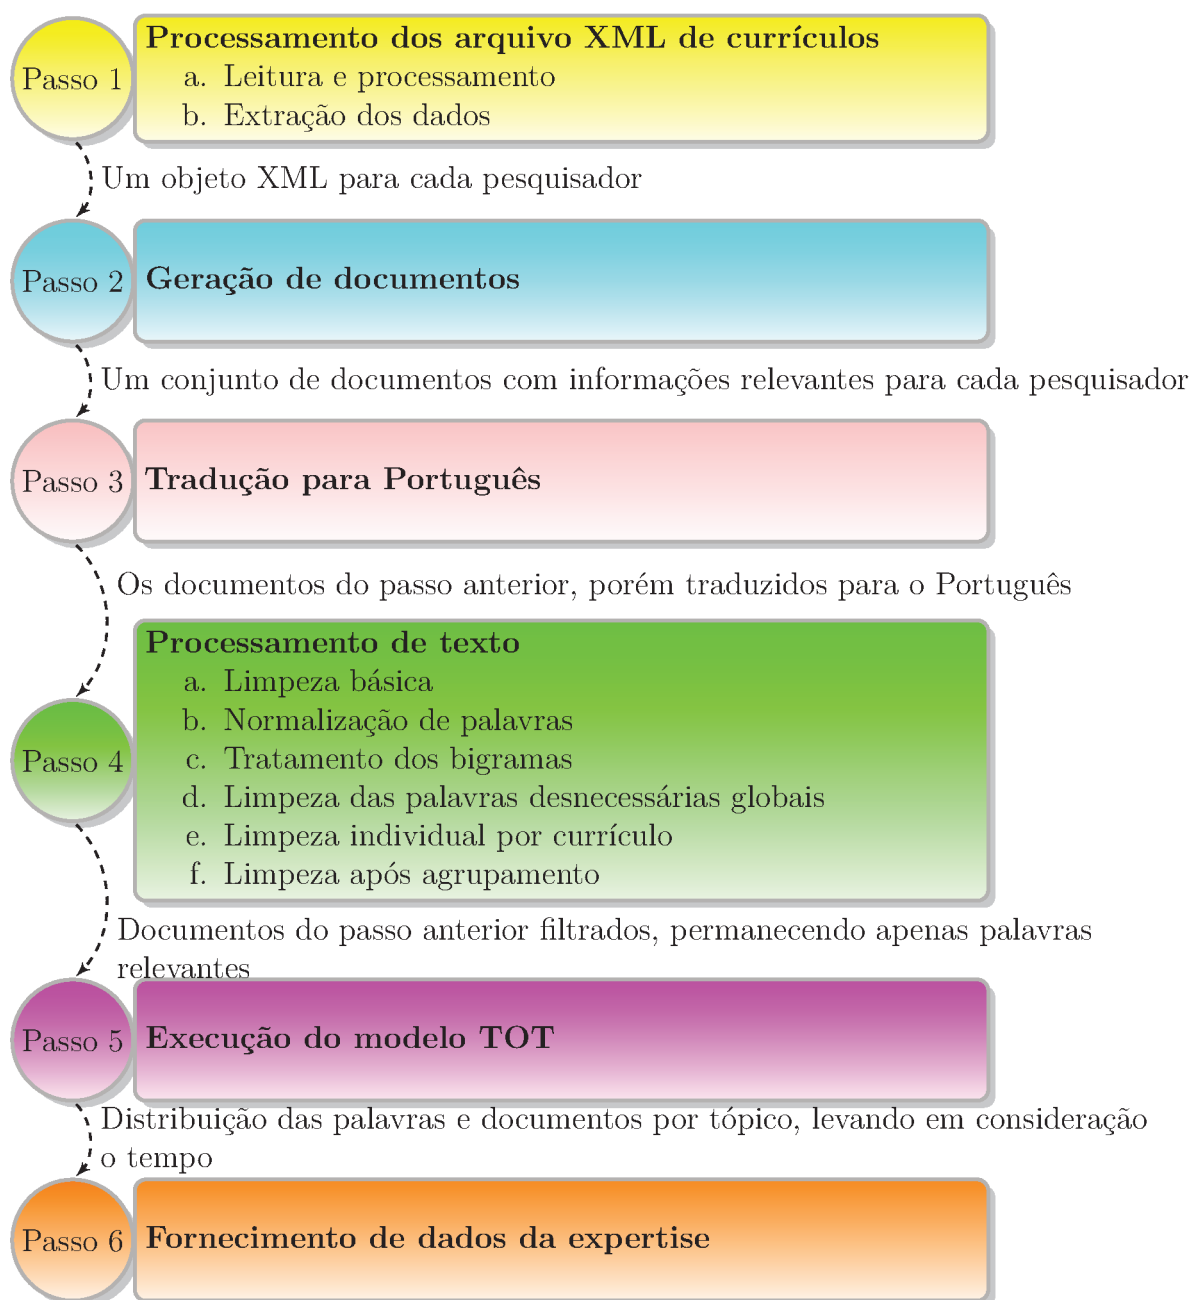 Processamento dos arquivo XML de currículos
Passo 1
a. Leitura e processamento
b. Extração dos dados
Um objeto XML para cada pesquisador
Passo 2
Geração de documentos
Um conjunto de documentos com informações relevantes para cada pesquisador
Passo 3
Tradução para Português
Os documentos do passo anterior, porém traduzidos para o Português
Processamento de texto
a. Limpeza básica
b. Normalização de palavras
c. Tratamento dos bigramas
Passo 4
d. Limpeza das palavras desnecessárias globais
e. Limpeza individual por currículo
f. Limpeza após agrupamento
Documentos do passo anterior filtrados, permanecendo apenas palavras
relevantes
Passo 5
Execução do modelo TOT
Distribuição das palavras e documentos por tópico, levando em consideração
o tempo
Passo 6
Fornecimento de dados da expertise